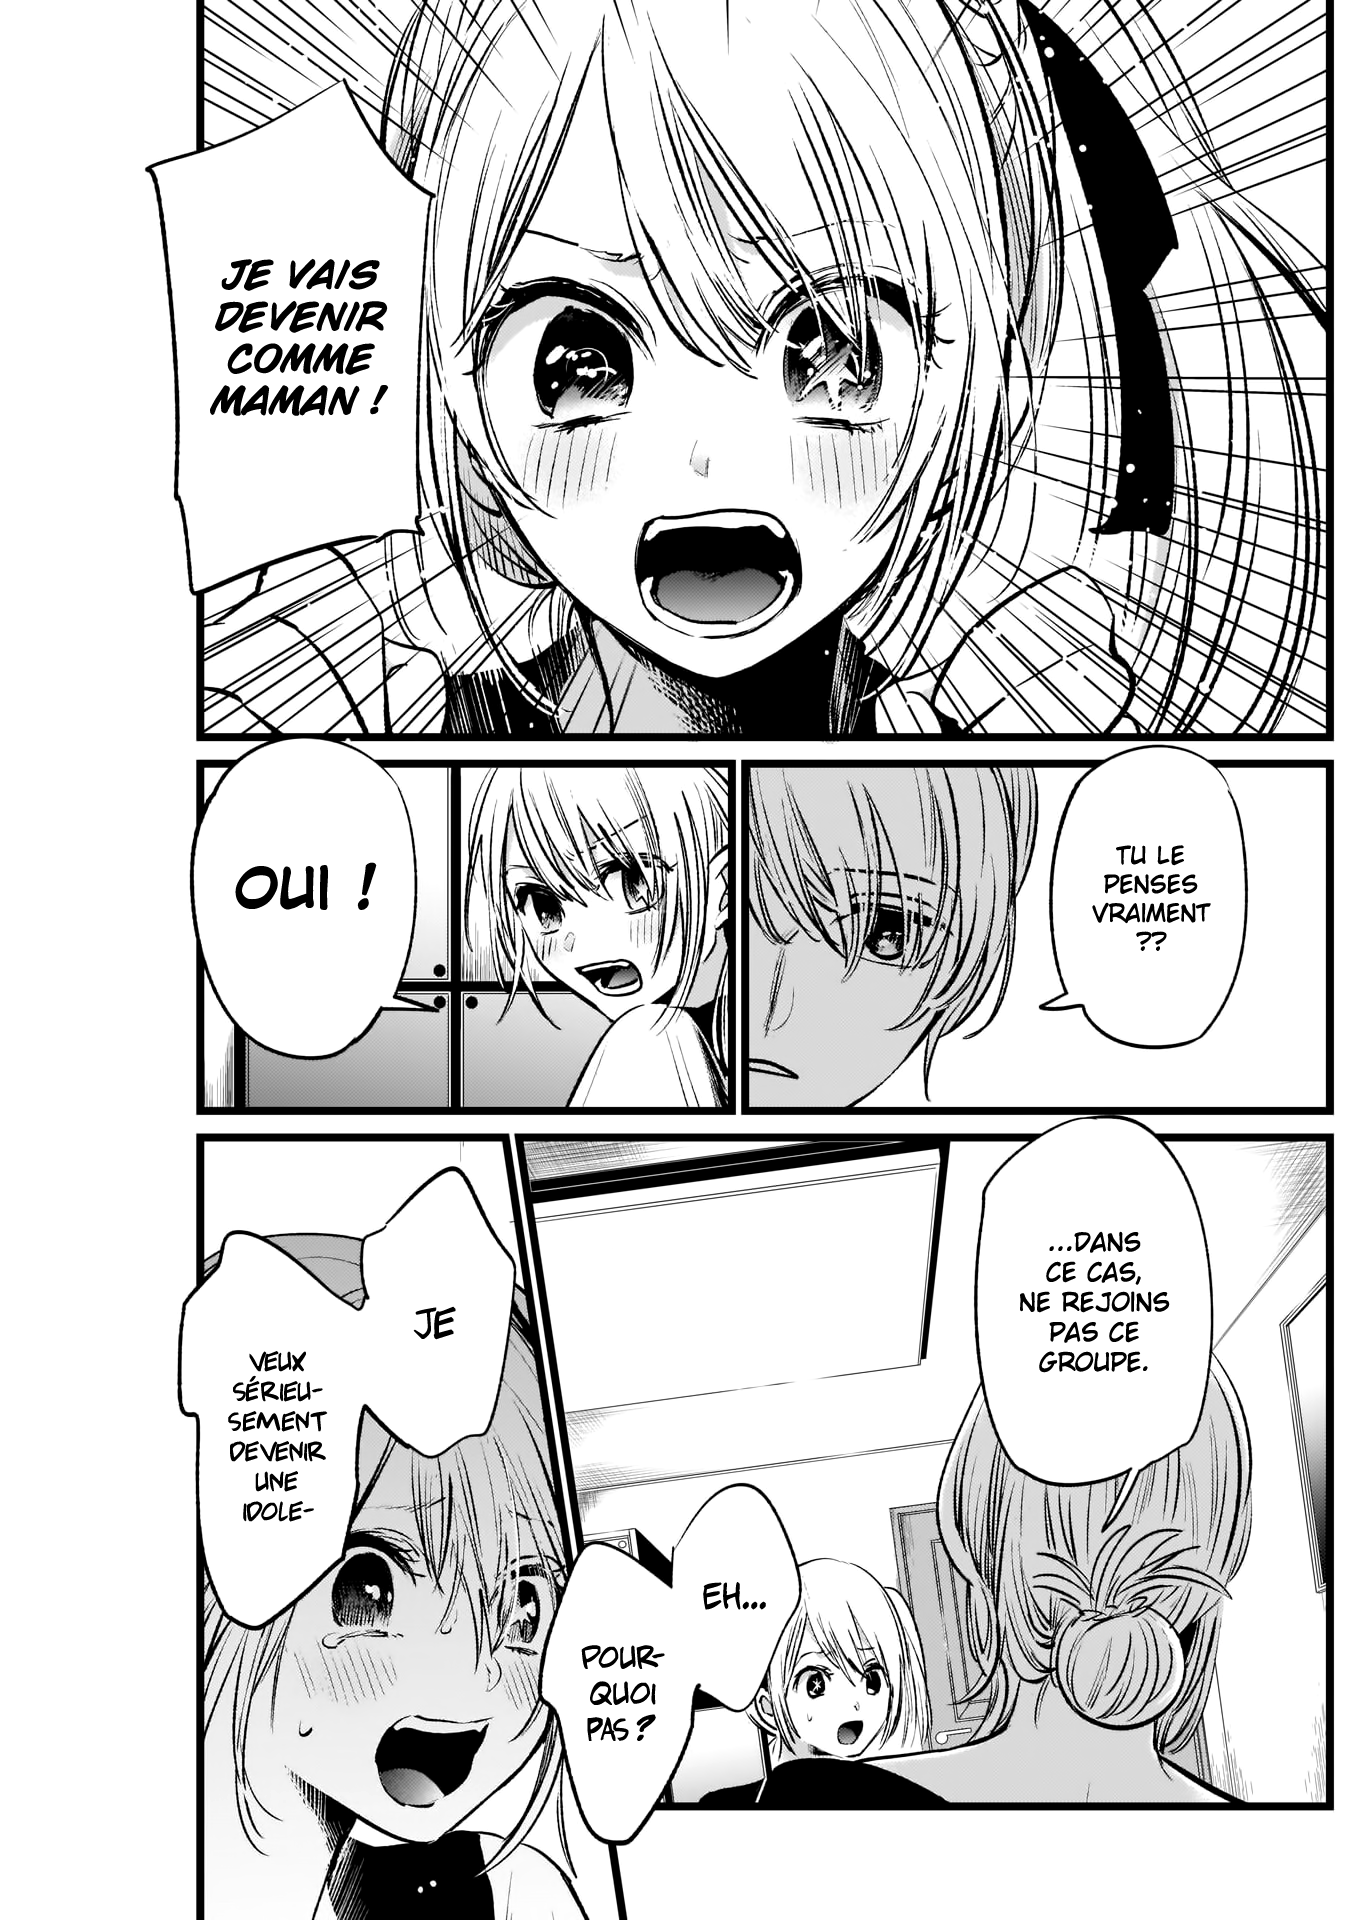 JE VAIS
DEVENIR
COMME
MAMAN !
TU LE
PENSES
VRAIMENT
??
OUI !
...DANS
CE CAS,
NE REJOINS
PAS CE
GROUPE.
EH...
POUR-
QUOI
PAS ?
JE
VEUX
SÉRIEU-
SEMENT
DEVENIR
UNE
IDOLE-